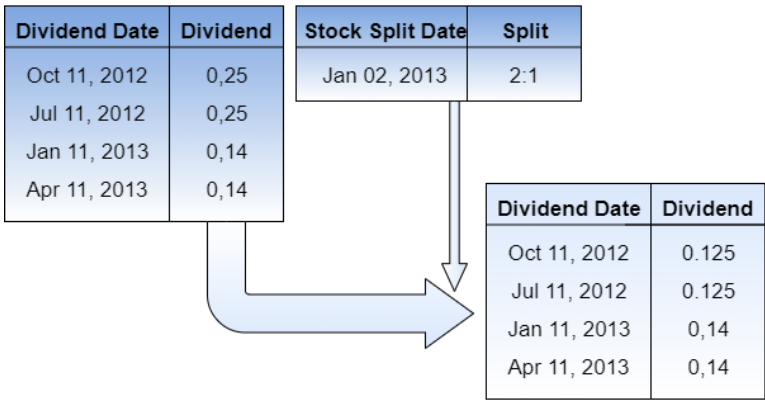 Dividend Date Dividend
Oct 11, 2012 0,25
Jul 11, 2012 0,25
Jan 11, 2013 0,14
Apr 11, 2013 0,14
Stock Split Date Split
Jan 02, 2013 2:1
Dividend Date Dividend
Oct 11, 2012 0.125
Jul 11, 2012 0.125
Jan 11, 2013 0,14
Apr 11, 2013 0,14